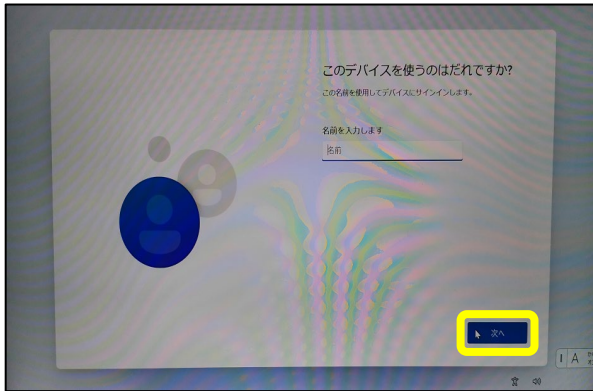 このデバイスを使うのはだれですか?
この名前を使用してデバイスにサインインします。
名前を入力します
名前
次へ
A